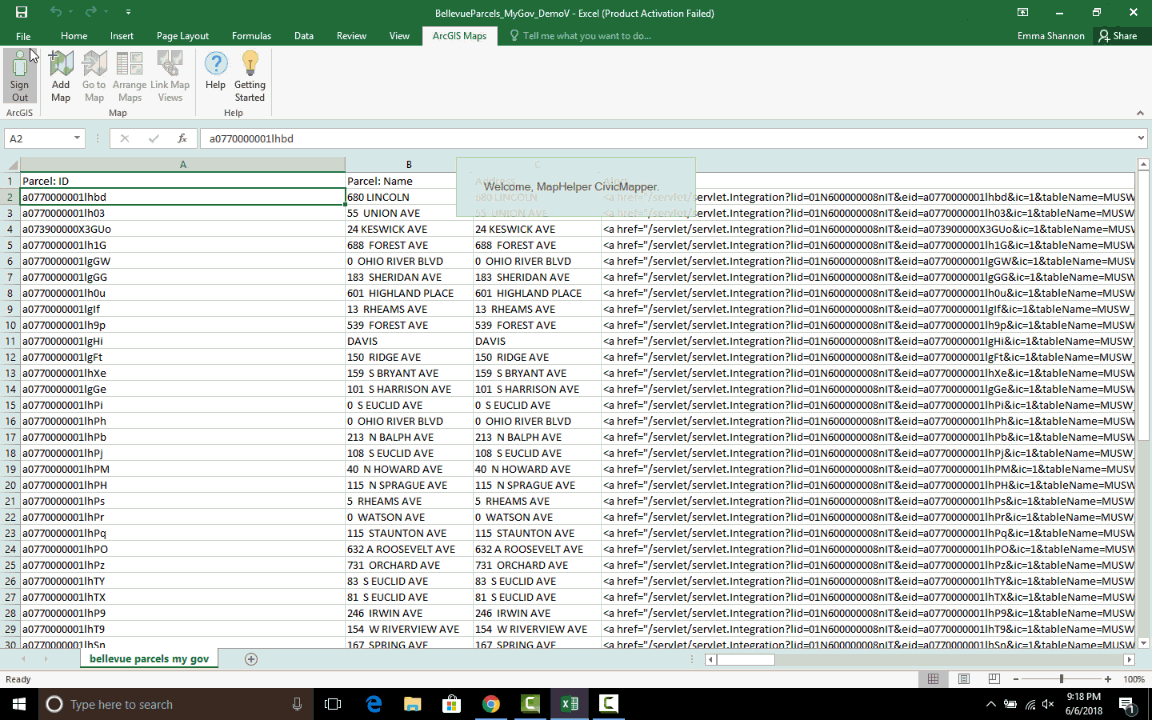 BellevueParcels_MyGov_DemoV - Excel (Product Activation Failed)
File Home Insert Page Layout Formulas Data Review View ArcGIS Maps Tell me what you want to do... Emma Shannon Share
Sign Out Add Map Go to Map Arrange Maps Link Map Views Help Getting Started
ArcGIS Map Help
A2 fx a0770000001lhbd
A B C
1 Parcel: ID Parcel: Name
Welcome, MapHelper CivicMapper.
2 a0770000001lhbd 680 LINCOLN 680 LINCOLN <a href="/servlet/servlet.Integration?lid=01N600000008nIT&eid=a0770000001lhbd&ic=1&tableName=MUSW
3 a0770000001lh03 55 UNION AVE 55 UNION AVE <a href="/servlet/servlet.Integration?lid=01N600000008nIT&eid=a0770000001lh03&ic=1&tableName=MUSW_
4 a073900000X3GUo 24 KESWICK AVE 24 KESWICK AVE <a href="/servlet/servlet.Integration?lid=01N600000008nIT&eid=a073900000X3GUo&ic=1&tableName=MUSW
5 a0770000001lh1G 688 FOREST AVE 688 FOREST AVE <a href="/servlet/servlet.Integration?lid=01N600000008nIT&eid=a0770000001lh1G&ic=1&tableName=MUSW
6 a0770000001lgGW 0 OHIO RIVER BLVD 0 OHIO RIVER BLVD <a href="/servlet/servlet.Integration?lid=01N600000008nIT&eid=a0770000001lgGW&ic=1&tableName=MUSW
7 a0770000001lgGG 183 SHERIDAN AVE 183 SHERIDAN AVE <a href="/servlet/servlet.Integration?lid=01N600000008nIT&eid=a0770000001lgGG&ic=1&tableName=MUSW
8 a0770000001lh0u 601 HIGHLAND PLACE 601 HIGHLAND PLACE <a href="/servlet/servlet.Integration?lid=01N600000008nIT&eid=a0770000001lh0u&ic=1&tableName=MUSW
9 a0770000001lgIf 13 RHEAMS AVE 13 RHEAMS AVE <a href="/servlet/servlet.Integration?lid=01N600000008nIT&eid=a0770000001lgIf&ic=1&tableName=MUSW_
10 a0770000001lh9p 539 FOREST AVE 539 FOREST AVE <a href="/servlet/servlet.Integration?lid=01N600000008nIT&eid=a0770000001lh9p&ic=1&tableName=MUSW
11 a0770000001lgHi DAVIS DAVIS <a href="/servlet/servlet.Integration?lid=01N600000008nIT&eid=a0770000001lgHi&ic=1&tableName=MUSW_
12 a0770000001lgFt 150 RIDGE AVE 150 RIDGE AVE <a href="/servlet/servlet.Integration?lid=01N600000008nIT&eid=a0770000001lgFt&ic=1&tableName=MUSW_
13 a0770000001lhXe 159 S BRYANT AVE 159 S BRYANT AVE <a href="/servlet/servlet.Integration?lid=01N600000008nIT&eid=a0770000001lhXe&ic=1&tableName=MUSW
14 a0770000001lgGe 101 S HARRISON AVE 101 S HARRISON AVE <a href="/servlet/servlet.Integration?lid=01N600000008nIT&eid=a0770000001lgGe&ic=1&tableName=MUSW
15 a0770000001lhPi 0 S EUCLID AVE 0 S EUCLID AVE <a href="/servlet/servlet.Integration?lid=01N600000008nIT&eid=a0770000001lhPi&ic=1&tableName=MUSW_
16 a0770000001lhPh 0 OHIO RIVER BLVD 0 OHIO RIVER BLVD <a href="/servlet/servlet.Integration?lid=01N600000008nIT&eid=a0770000001lhPh&ic=1&tableName=MUSW
17 a0770000001lhPb 213 N BALPH AVE 213 N BALPH AVE <a href="/servlet/servlet.Integration?lid=01N600000008nIT&eid=a0770000001lhPb&ic=1&tableName=MUSW
18 a0770000001lhPj 108 S EUCLID AVE 108 S EUCLID AVE <a href="/servlet/servlet.Integration?lid=01N600000008nIT&eid=a0770000001lhPj&ic=1&tableName=MUSW_
19 a0770000001lhPM 40 N HOWARD AVE 40 N HOWARD AVE <a href="/servlet/servlet.Integration?lid=01N600000008nIT&eid=a0770000001lhPM&ic=1&tableName=MUSW
20 a0770000001lhPH 115 N SPRAGUE AVE 115 N SPRAGUE AVE <a href="/servlet/servlet.Integration?lid=01N600000008nIT&eid=a0770000001lhPH&ic=1&tableName=MUSW
21 a0770000001lhPs 5 RHEAMS AVE 5 RHEAMS AVE <a href="/servlet/servlet.Integration?lid=01N600000008nIT&eid=a0770000001lhPs&ic=1&tableName=MUSW
22 a0770000001lhPr 0 WATSON AVE 0 WATSON AVE <a href="/servlet/servlet.Integration?lid=01N600000008nIT&eid=a0770000001lhPr&ic=1&tableName=MUSW_
23 a0770000001lhPq 115 STAUNTON AVE 115 STAUNTON AVE <a href="/servlet/servlet.Integration?lid=01N600000008nIT&eid=a0770000001lhPq&ic=1&tableName=MUSW
24 a0770000001lhPO 632 A ROOSEVELT AVE 632 A ROOSEVELT AVE <a href="/servlet/servlet.Integration?lid=01N600000008nIT&eid=a0770000001lhPO&ic=1&tableName=MUSW
25 a0770000001lhPz 731 ORCHARD AVE 731 ORCHARD AVE <a href="/servlet/servlet.Integration?lid=01N600000008nIT&eid=a0770000001lhPz&ic=1&tableName=MUSW_
26 a0770000001lhTY 83 S EUCLID AVE 83 S EUCLID AVE <a href="/servlet/servlet.Integration?lid=01N600000008nIT&eid=a0770000001lhTY&ic=1&tableName=MUSW
27 a0770000001lhTX 81 S EUCLID AVE 81 S EUCLID AVE <a href="/servlet/servlet.Integration?lid=01N600000008nIT&eid=a0770000001lhTX&ic=1&tableName=MUSW
28 a0770000001lhP9 246 IRWIN AVE 246 IRWIN AVE <a href="/servlet/servlet.Integration?lid=01N600000008nIT&eid=a0770000001lhP9&ic=1&tableName=MUSW
29 a0770000001lhT9 154 W RIVERVIEW AVE 154 W RIVERVIEW AVE <a href="/servlet/servlet.Integration?lid=01N600000008nIT&eid=a0770000001lhT9&ic=1&tableName=MUSW
30 a0770000001lhSn 167 SPRING AVE 167 SPRING AVE <a href="/servlet/servlet.Integration?lid=01N600000008nIT&eid=a0770000001lhSn&ic=1&tableName=MUSW
bellevue parcels my gov
Ready 100%
Type here to search 9:18 PM
6/6/2018 1